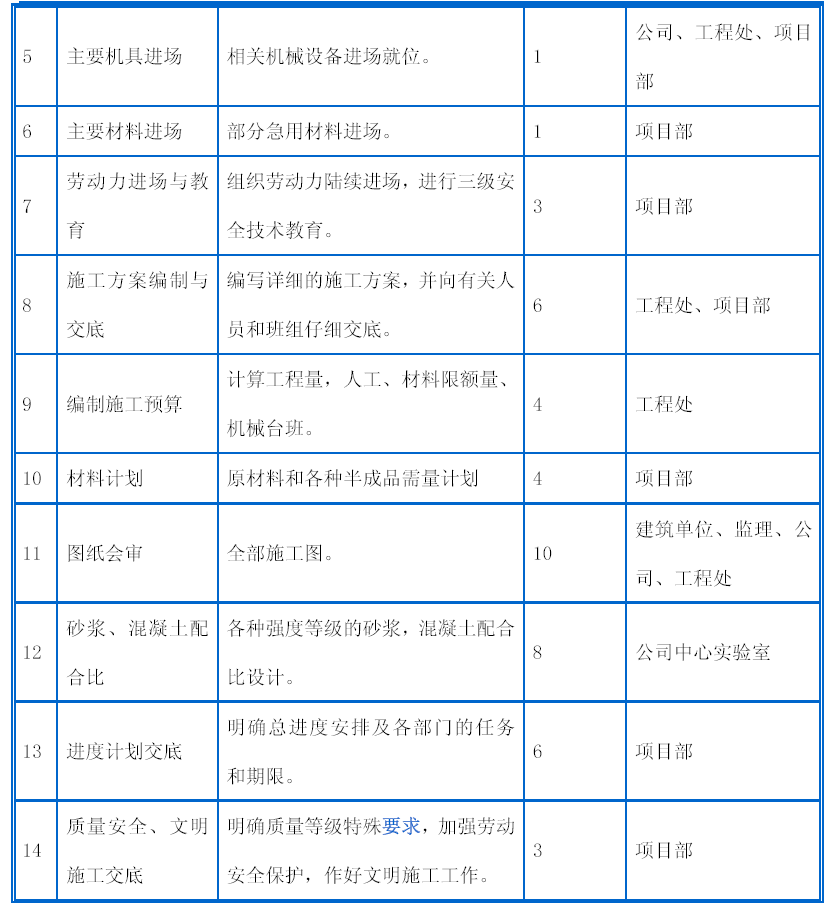 5 主要机具进场 相关机械设备进场就位。 1 公司、工程处、项目
部
6 主要材料进场 部分急用材料进场。 1 项目部
7 劳动力进场与教
育
组织劳动力陆续进场，进行三级安
全技术教育。
3 项目部
8 施工方案编制与
交底
编写详细的施工方案，并向有关人
员和班组仔细交底。
6 工程处、项目部
9 编制施工预算 计算工程量，人工、材料限额量、
机械台班。
4 工程处
10 材料计划 原材料和各种半成品需量计划 4 项目部
11 图纸会审 全部施工图。 10 建筑单位、监理、公
司、工程处
12 砂浆、混凝土配
合比
各种强度等级的砂浆，混凝土配合
比设计。
8 公司中心实验室
13 进度计划交底 明确总进度安排及各部门的任务
和期限。
6 项目部
14 质量安全、文明
施工交底
明确质量等级特殊要求，加强劳动
安全保护，作好文明施工工作。
3 项目部